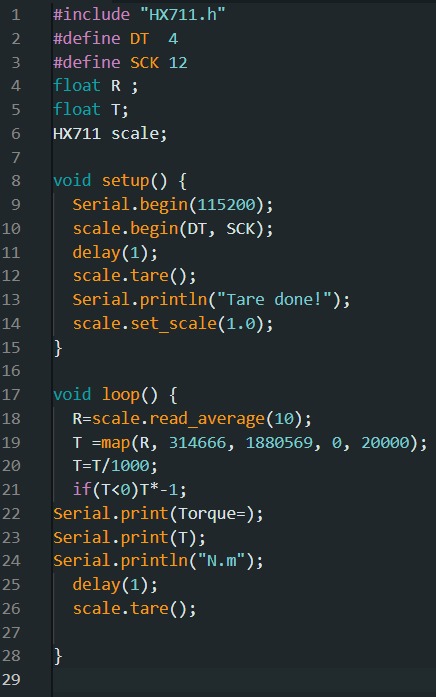 1 #include "HX711.h"
2 #define DT  4
3 #define SCK 12
4 float R ;
5 float T;
6 HX711 scale;
7
8 void setup() {
9   Serial.begin(115200);
10   scale.begin(DT, SCK);
11   delay(1);
12   scale.tare();
13   Serial.println("Tare done!");
14   scale.set_scale(1.0);
15 }
16
17 void loop() {
18   R=scale.read_average(10);
19   T =map(R, 314666, 1880569, 0, 20000);
20   T=T/1000;
21   if(T<0)T*-1;
22 Serial.print(Torque=);
23 Serial.print(T);
24 Serial.println("N.m");
25   delay(1);
26   scale.tare();
27
28 }
29